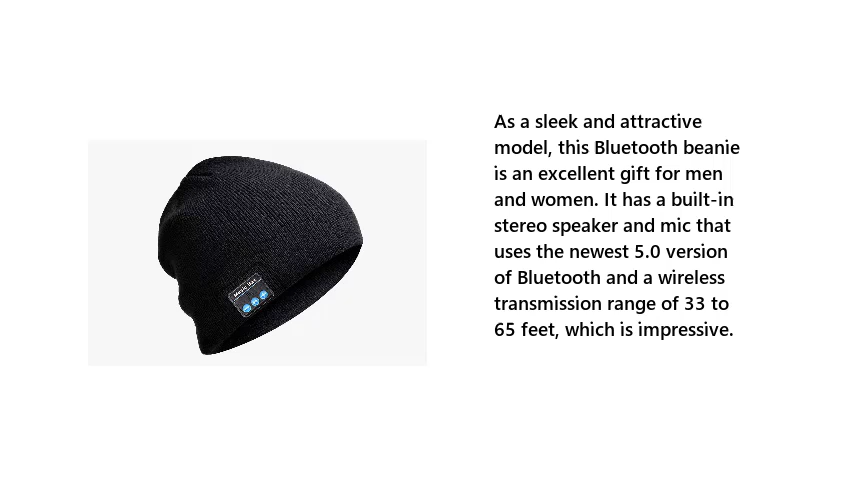 Music Hat
As a sleek and attractive
model, this Bluetooth beanie
is an excellent gift for men
and women. It has a built-in
stereo speaker and mic that
uses the newest 5.0 version
of Bluetooth and a wireless
transmission range of 33 to
65 feet, which is impressive.